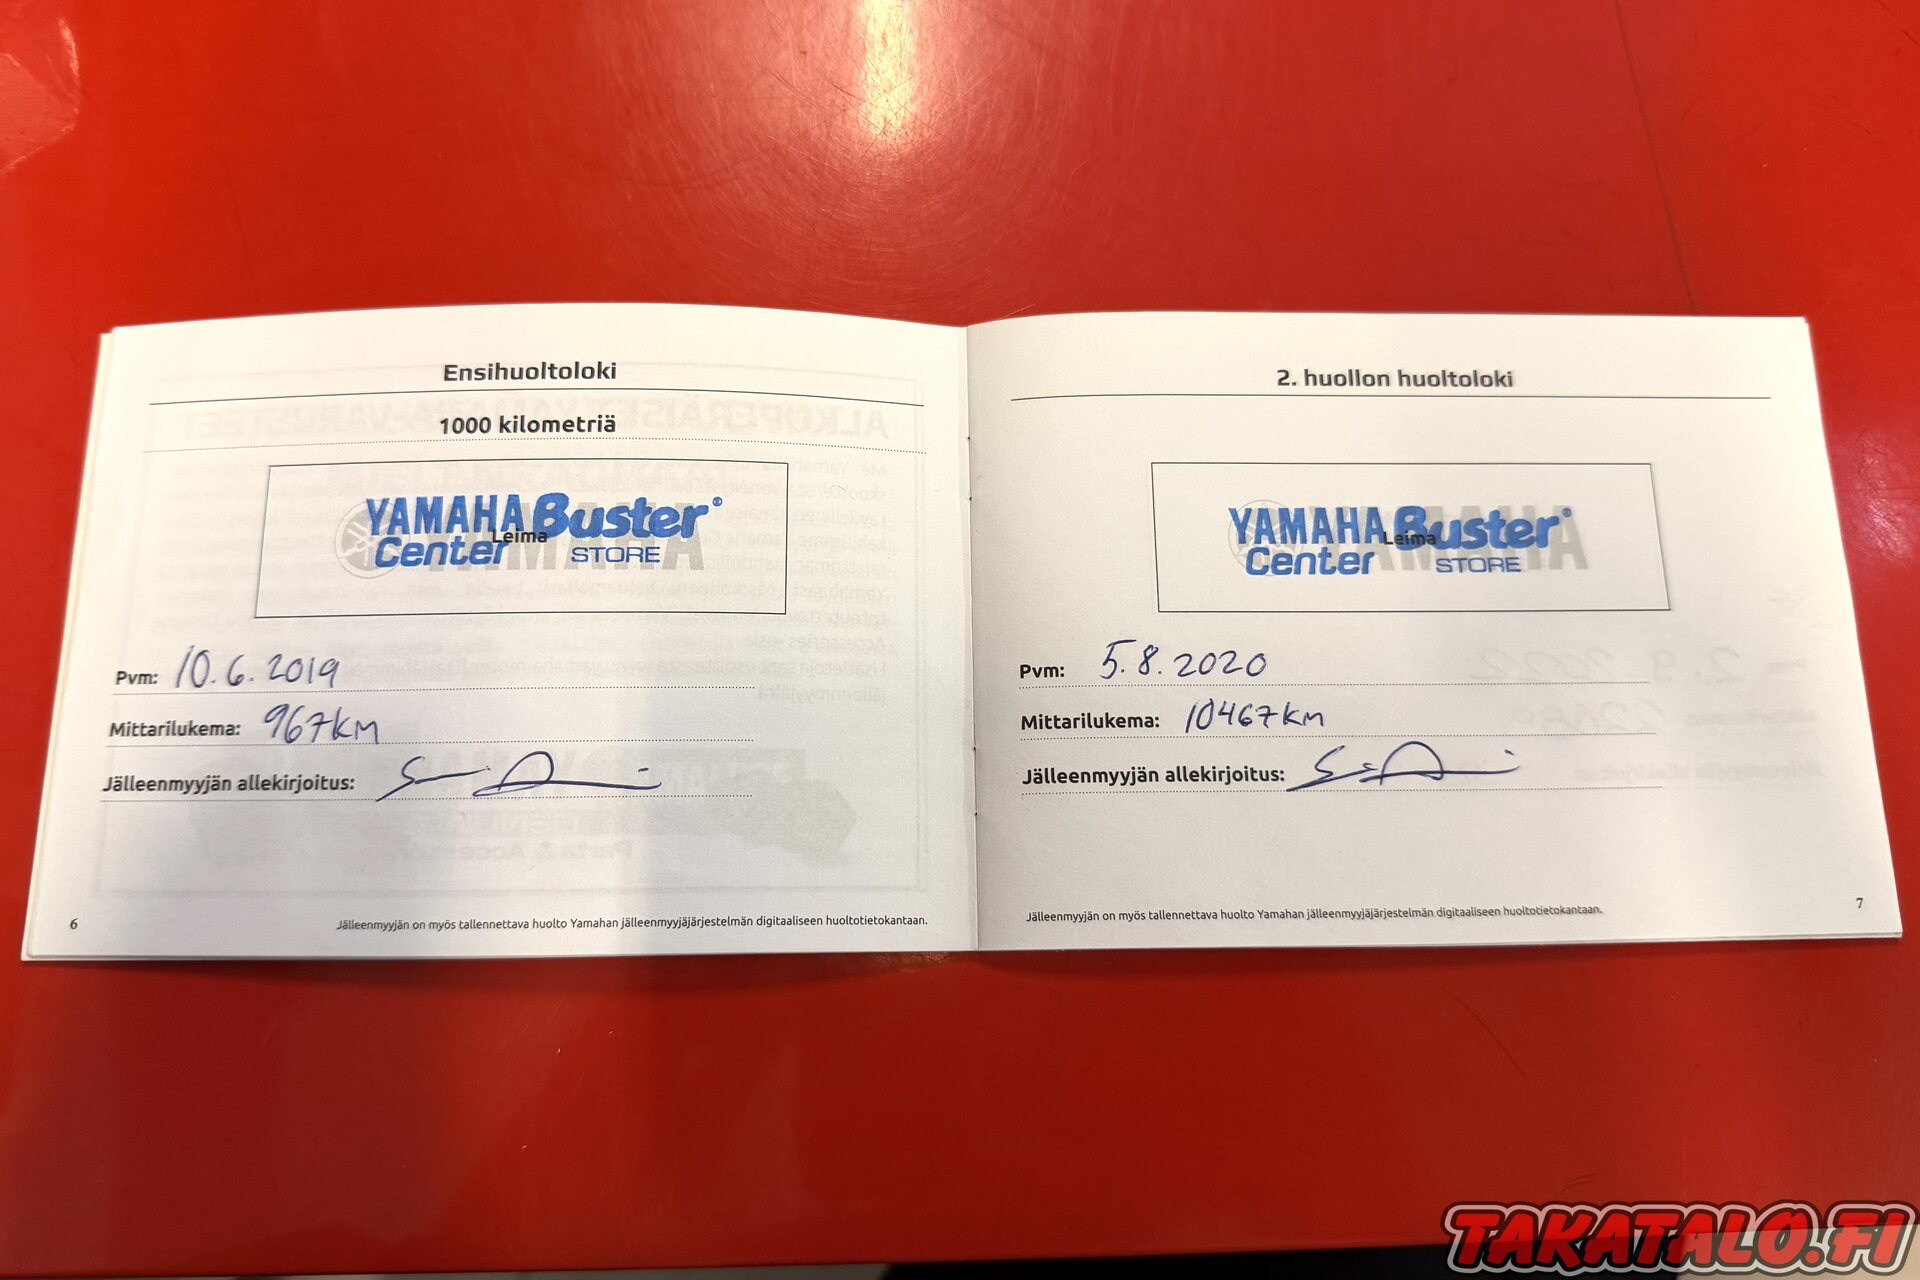 Ensihuoltoloki
1000 kilometriä
YAMAHA Buster®
Leima
Center STORE
Pvm: 10.6.2019
Mittarilukema: 967KM
Jälleenmyyjän allekirjoitus:
6
Jälleenmyyjän on myös tallennettava huolto Yamahan jälleenmyyjäjärjestelmän digitaaliseen huoltotietokantaan.
2. huollon huoltoloki
YAMAHA Buster®
Leima
Center STORE
Pvm: 5.8.2020
Mittarilukema: 10467KM
Jälleenmyyjän allekirjoitus:
Jälleenmyyjän on myös tallennettava huolto Yamahan jälleenmyyjäjärjestelmän digitaaliseen huoltotietokantaan.
7
TAKATALO.FI